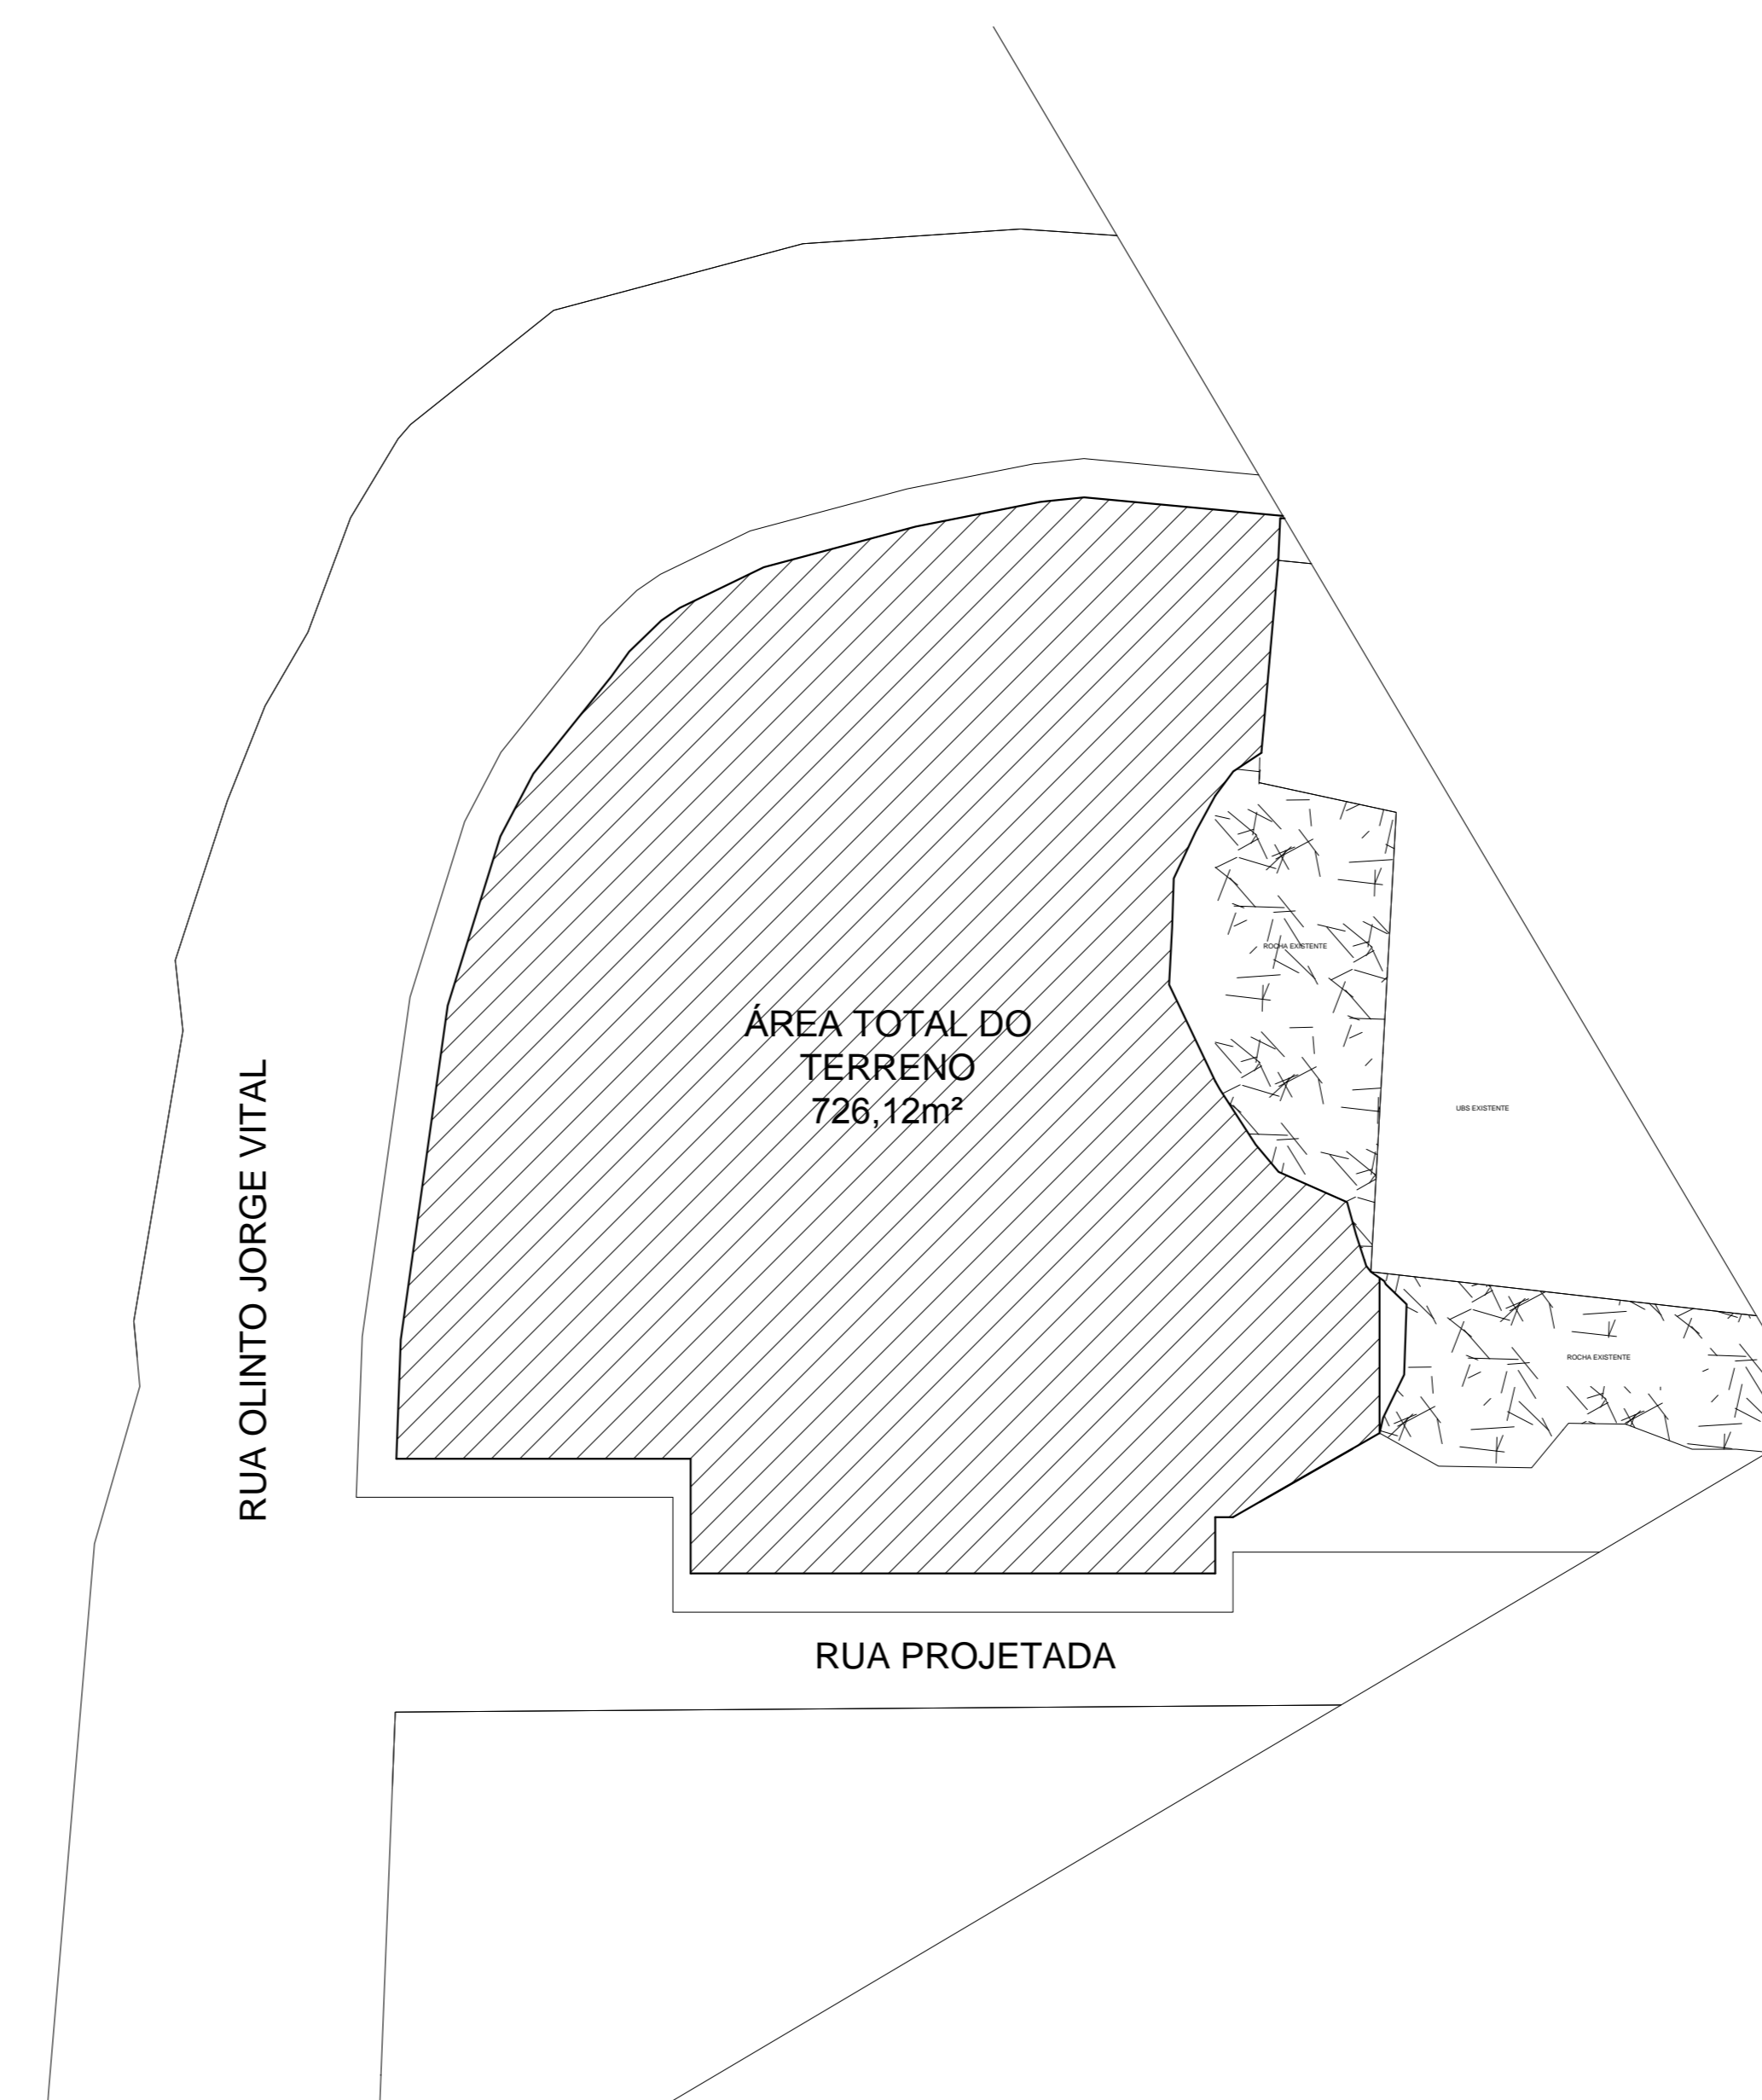 ROCHA EXISTENTE
ÁREA TOTAL DO
TERRENO
726,12m²
UBS EXISTENTE
RUA OLINTO JORGE VITAL
ROCHA EXISTENTE
RUA PROJETADA